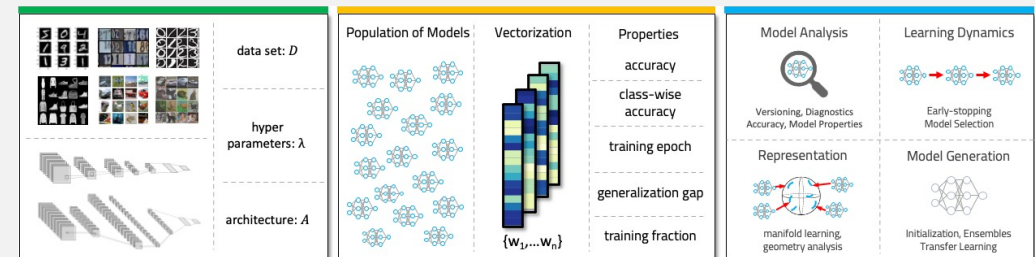 data set: D
hyper
parameters: λ
architecture: A
Population of Models
Vectorization
{w₁,...wₙ}
Properties
accuracy
class-wise
accuracy
training epoch
generalization gap
training fraction
Model Analysis
Versioning, Diagnostics
Accuracy, Model Properties
Learning Dynamics
Early-stopping
Model Selection
Representation
manifold learning,
geometry analysis
Model Generation
Initialization, Ensembles
Transfer Learning